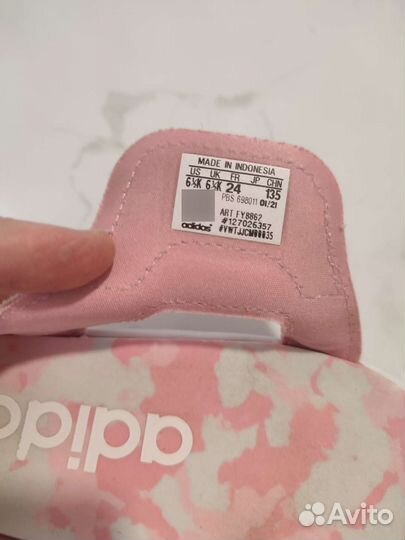 MADE IN INDONESIA
US UK FR JP CHN
6½K 6½K 24 135
PBS 698011 01/21
ART FY8862
#127026357
adidas
adidas
Avito